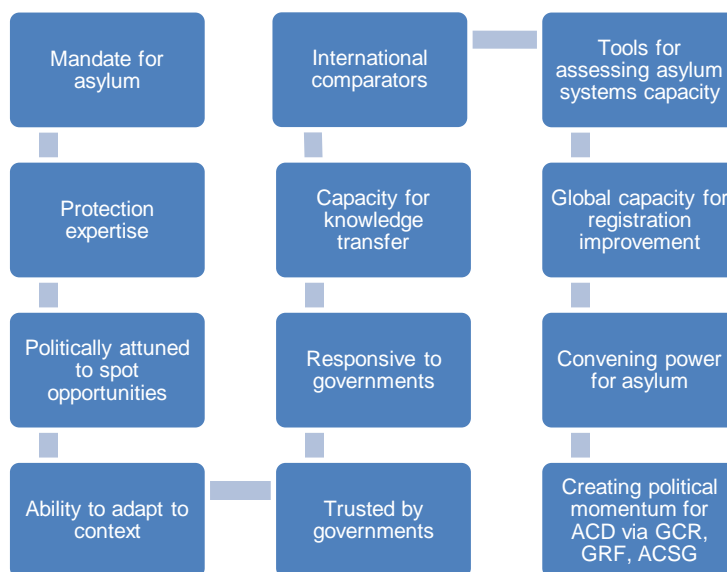 Mandate for
asylum
Protection
expertise
Politically attuned
to spot
opportunities
Ability to adapt to
context
Trusted by
governments
Responsive to
governments
Capacity for
knowledge
transfer
International
comparators
Tools for
assessing asylum
systems capacity
Global capacity for
registration
improvement
Convening power
for asylum
Creating political
momentum for
ACD via GCR,
GRF, ACSG